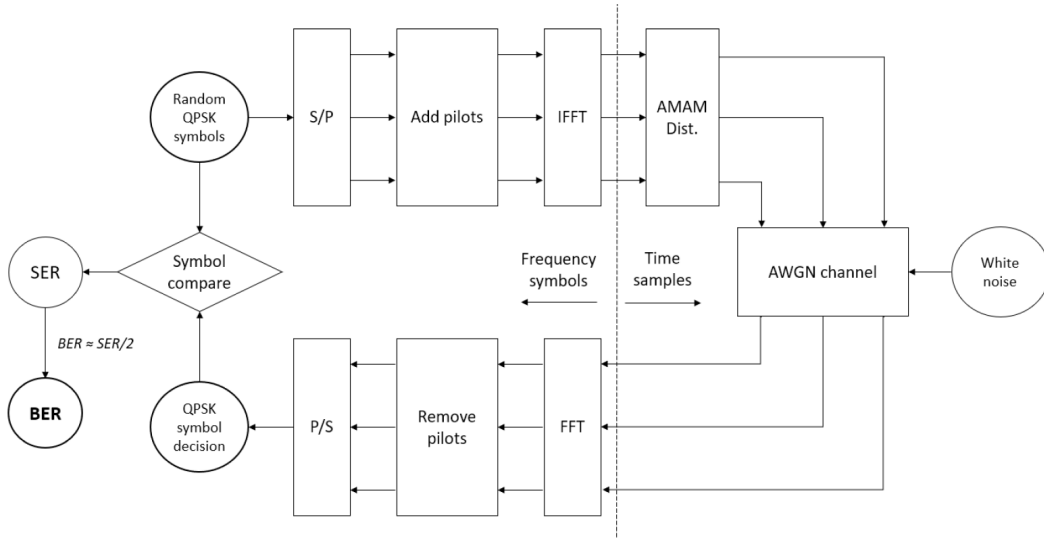 Random
QPSK
symbols
S/P
Add pilots
IFFT
AMAM
Dist.
SER
Symbol
compare
Frequency
symbols
Time
samples
AWGN channel
White
noise
BER ≈ SER/2
BER
QPSK
symbol
decision
P/S
Remove
pilots
FFT